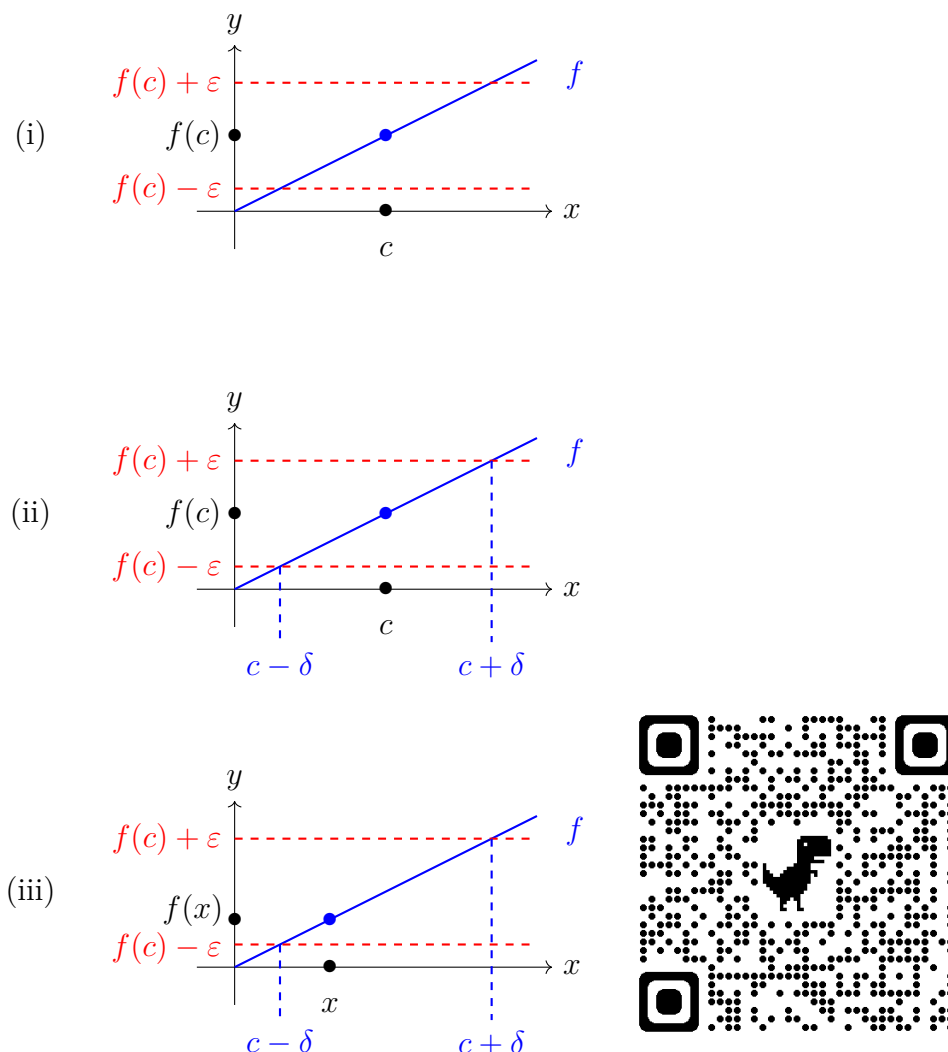 y
f(c) + ε
f
(i)
f(c)
f(c) − ε
x
c
y
f(c) + ε
f
(ii)
f(c)
f(c) − ε
x
c
c − δ
c + δ
y
f(c) + ε
f
(iii)
f(x)
f(c) − ε
x
x
c − δ
c + δ